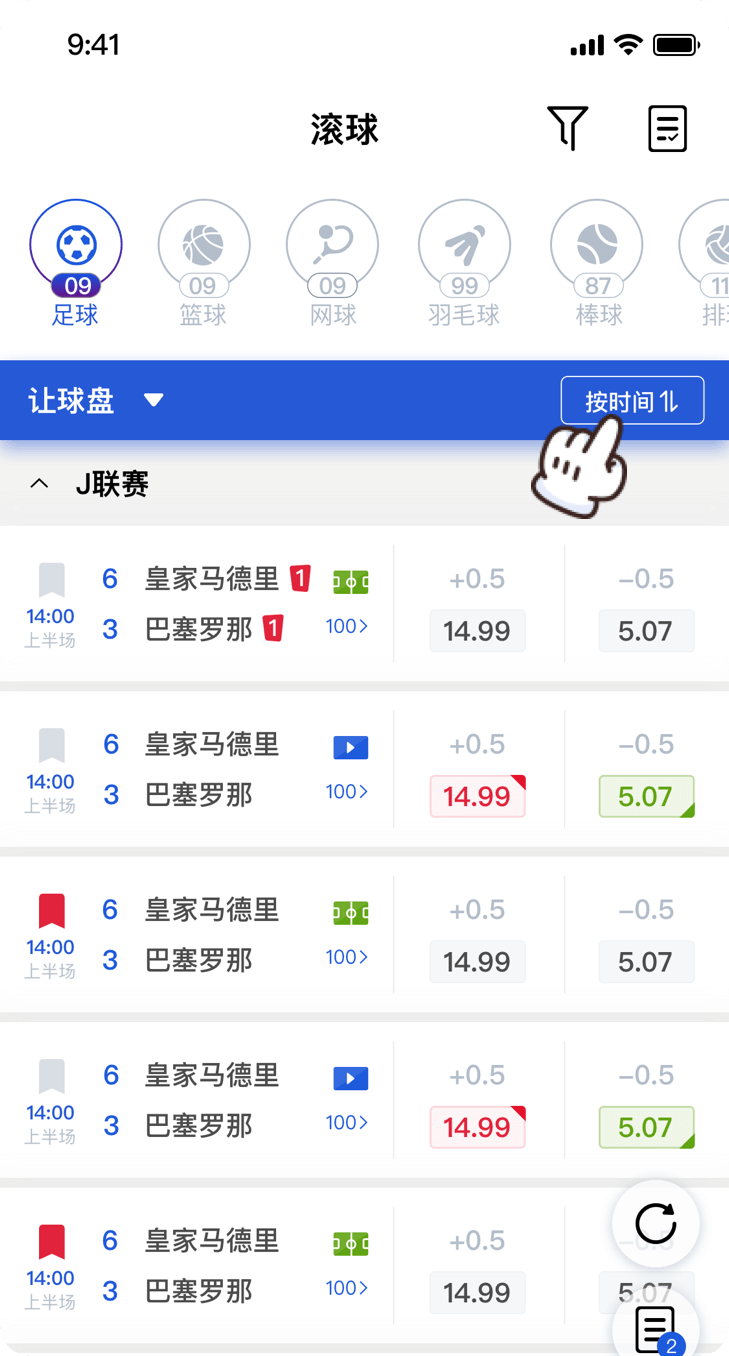 9:41
滚球
09 09 09 99 87 11
足球 篮球 网球 羽毛球 棒球
让球盘 按时间
J联赛
6 皇家马德里 1 +0.5 −0.5
14:00 3 巴塞罗那 1 100> 14.99 5.07
上半场
6 皇家马德里 +0.5 −0.5
14:00 3 巴塞罗那 100> 14.99 5.07
上半场
6 皇家马德里 +0.5 −0.5
14:00 3 巴塞罗那 100> 14.99 5.07
上半场
6 皇家马德里 +0.5 −0.5
14:00 3 巴塞罗那 100> 14.99 5.07
上半场
6 皇家马德里 +0.5
14:00 3 巴塞罗那 100> 14.99 5.07
上半场
2